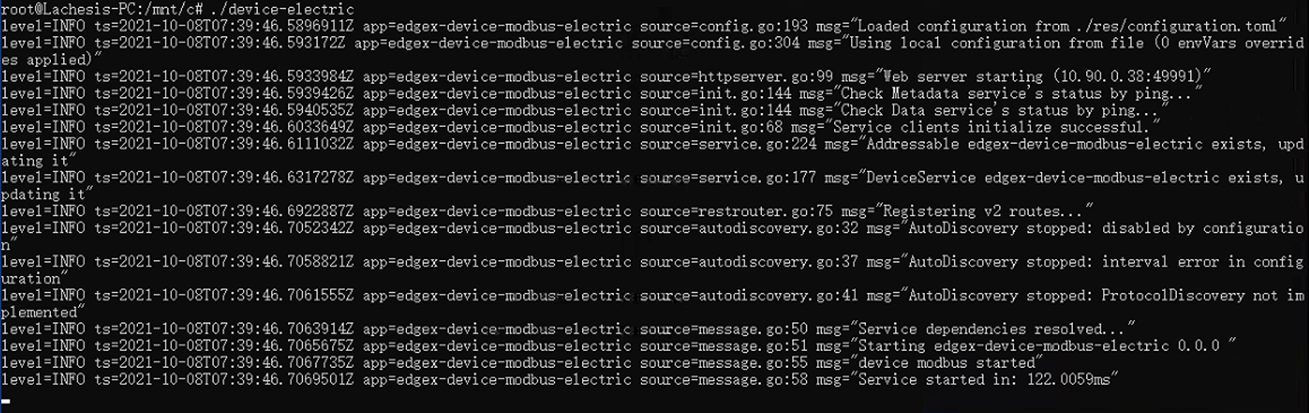 root@Lachesis-PC:/mnt/c# ./device-electric
level=INFO ts=2021-10-08T07:39:46.5896911Z app=edgex-device-modbus-electric source=config.go:193 msg="Loaded configuration from ./res/configuration.toml"
level=INFO ts=2021-10-08T07:39:46.593172Z app=edgex-device-modbus-electric source=config.go:304 msg="Using local configuration from file (0 envVars overrid
es applied)"
level=INFO ts=2021-10-08T07:39:46.5933984Z app=edgex-device-modbus-electric source=httpserver.go:99 msg="Web server starting (10.90.0.38:49991)"
level=INFO ts=2021-10-08T07:39:46.5939426Z app=edgex-device-modbus-electric source=init.go:144 msg="Check Metadata service's status by ping..."
level=INFO ts=2021-10-08T07:39:46.5940535Z app=edgex-device-modbus-electric source=init.go:144 msg="Check Data service's status by ping..."
level=INFO ts=2021-10-08T07:39:46.6033649Z app=edgex-device-modbus-electric source=init.go:68 msg="Service clients initialize successful."
level=INFO ts=2021-10-08T07:39:46.6111032Z app=edgex-device-modbus-electric source=service.go:224 msg="Addressable edgex-device-modbus-electric exists, upd
ating it"
level=INFO ts=2021-10-08T07:39:46.6317278Z app=edgex-device-modbus-electric source=service.go:177 msg="DeviceService edgex-device-modbus-electric exists, u
pdating it"
level=INFO ts=2021-10-08T07:39:46.6922887Z app=edgex-device-modbus-electric source=restrouter.go:75 msg="Registering v2 routes..."
level=INFO ts=2021-10-08T07:39:46.7052342Z app=edgex-device-modbus-electric source=autodiscovery.go:32 msg="AutoDiscovery stopped: disabled by configuratio
n"
level=INFO ts=2021-10-08T07:39:46.7058821Z app=edgex-device-modbus-electric source=autodiscovery.go:37 msg="AutoDiscovery stopped: interval error in config
uration"
level=INFO ts=2021-10-08T07:39:46.7061555Z app=edgex-device-modbus-electric source=autodiscovery.go:41 msg="AutoDiscovery stopped: ProtocolDiscovery not im
plemented"
level=INFO ts=2021-10-08T07:39:46.7063914Z app=edgex-device-modbus-electric source=message.go:50 msg="Service dependencies resolved..."
level=INFO ts=2021-10-08T07:39:46.7065675Z app=edgex-device-modbus-electric source=message.go:51 msg="Starting edgex-device-modbus-electric 0.0.0 "
level=INFO ts=2021-10-08T07:39:46.7067735Z app=edgex-device-modbus-electric source=message.go:55 msg="device modbus started"
level=INFO ts=2021-10-08T07:39:46.7069501Z app=edgex-device-modbus-electric source=message.go:58 msg="Service started in: 122.0059ms"